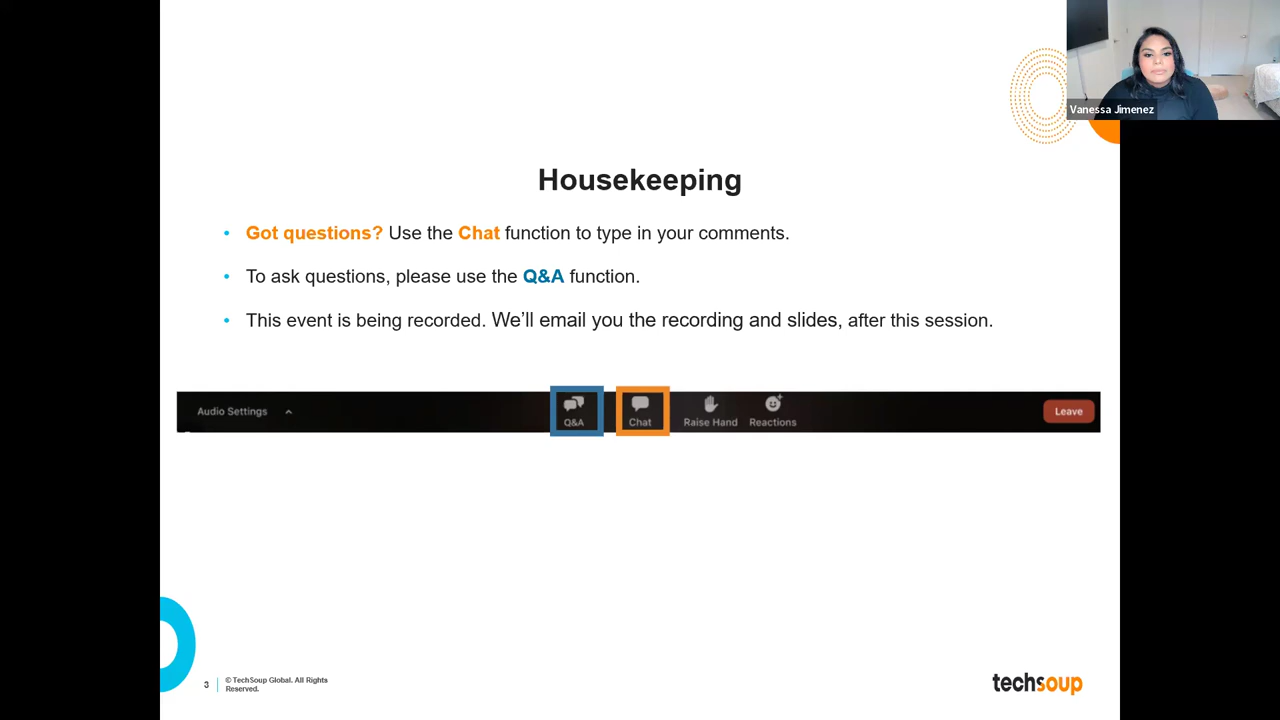 Vanessa Jimenez
Housekeeping
• Got questions? Use the Chat function to type in your comments.
• To ask questions, please use the Q&A function.
• This event is being recorded. We’ll email you the recording and slides, after this session.
Audio Settings Q&A Chat Raise Hand Reactions Leave
3
© TechSoup Global. All Rights
Reserved.
techsoup